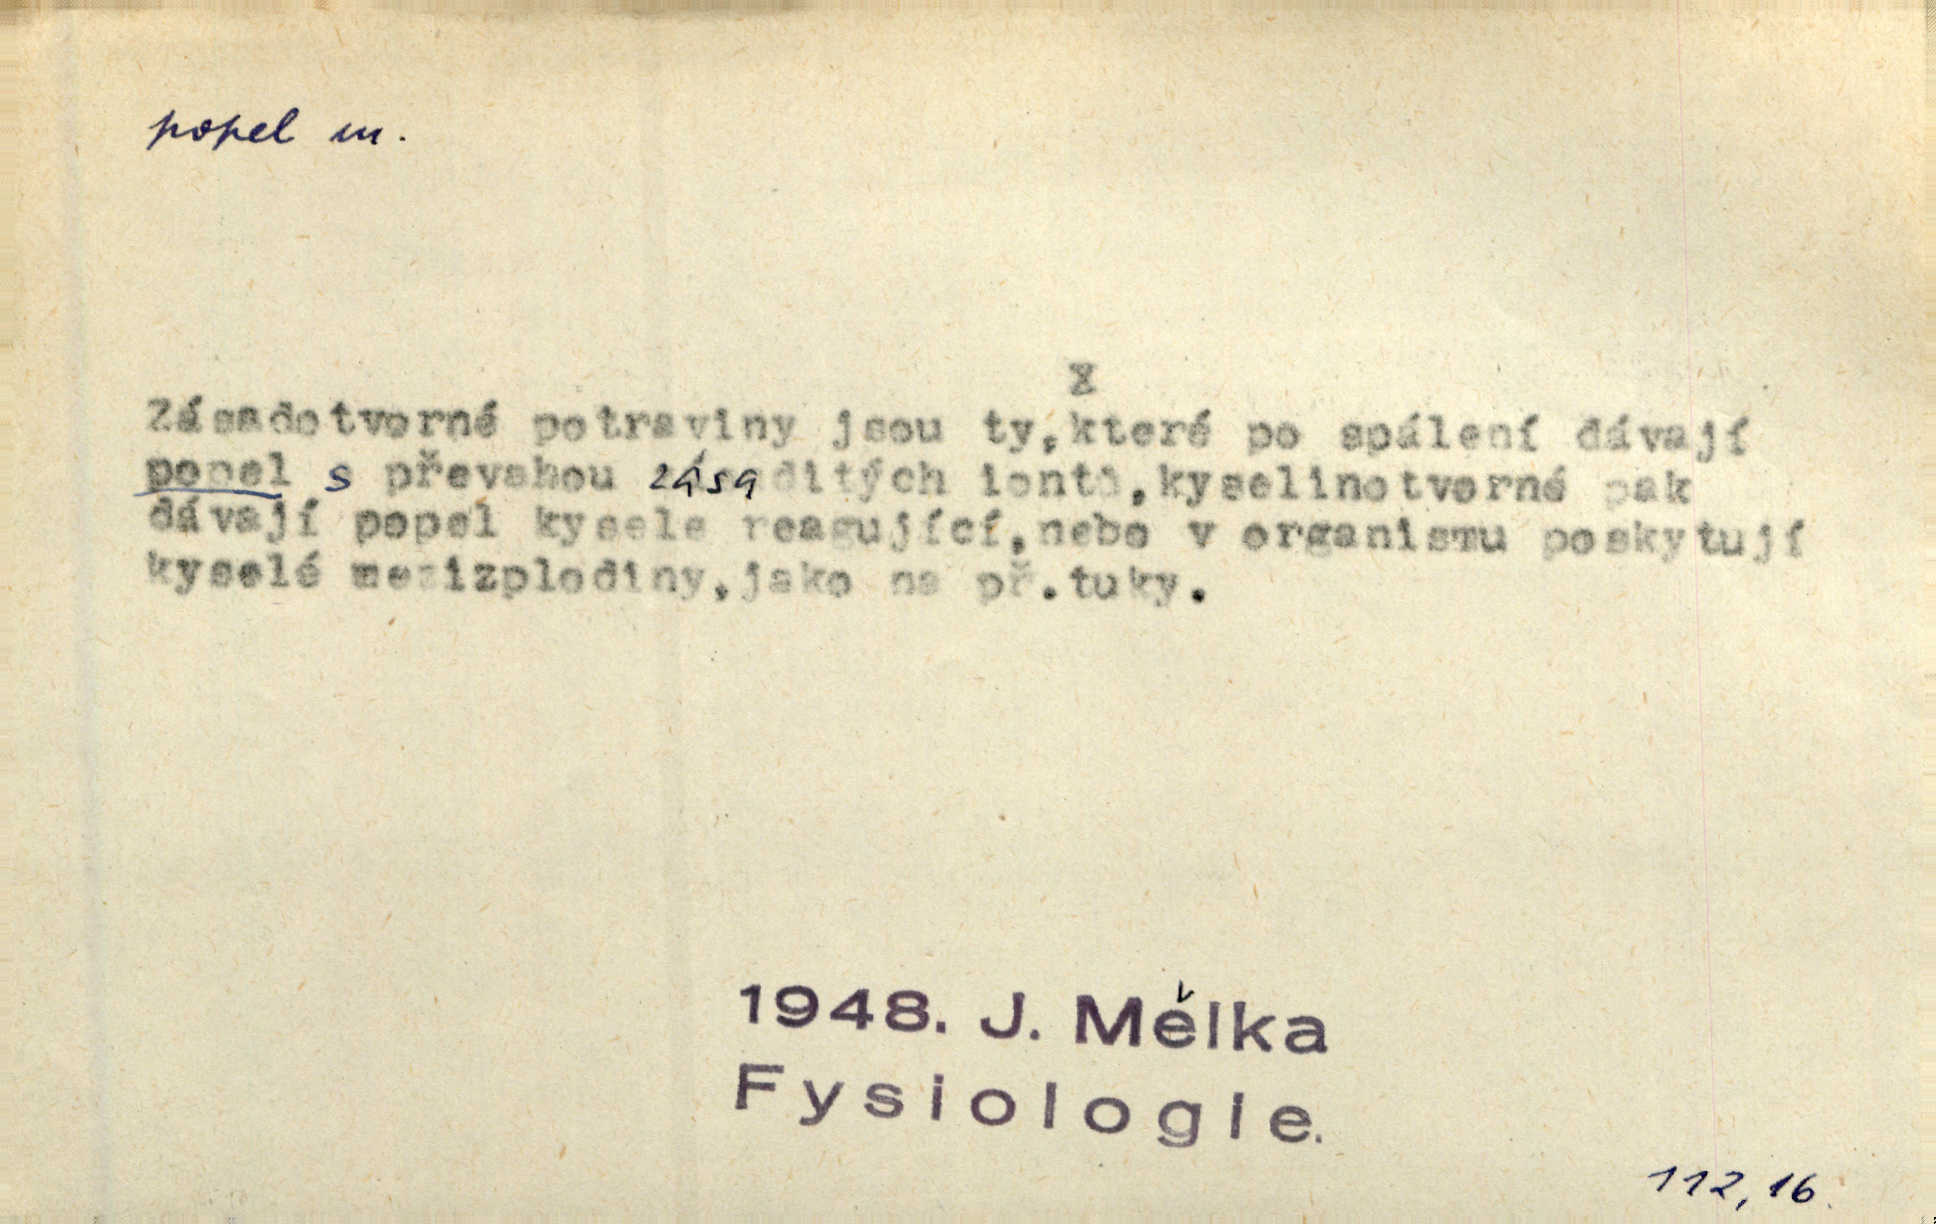 popel m.
X
Zásadotvorné potraviny jsou ty,které po spálení dávají
popel s převahou zásaditých iontů,kyselinotvorné pak
dávají popel kysele reagující,nebo v organismu poskytují
kyselé mezizplodiny,jako na př.tuky.
1948. J. Mělka
Fysiologie.
112,16.